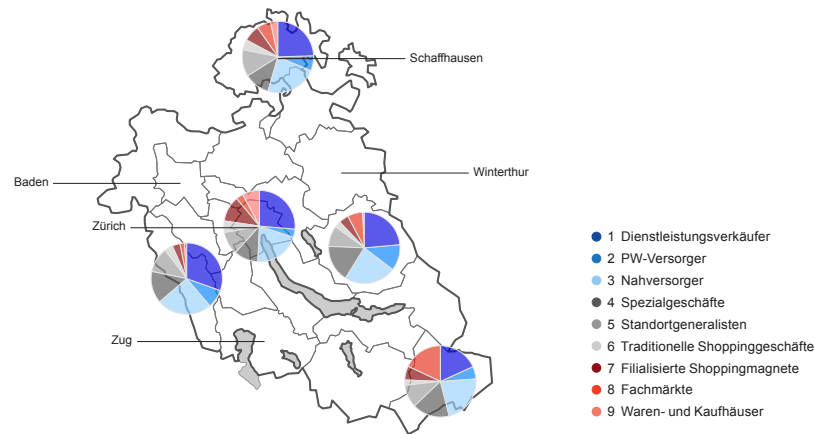 Schaffhausen
Winterthur
Baden
Zürich
Zug
1 Dienstleistungsverkäufer
2 PW-Versorger
3 Nahversorger
4 Spezialgeschäfte
5 Standortgeneralisten
6 Traditionelle Shoppinggeschäfte
7 Filialisierte Shoppingmagnete
8 Fachmärkte
9 Waren- und Kaufhäuser